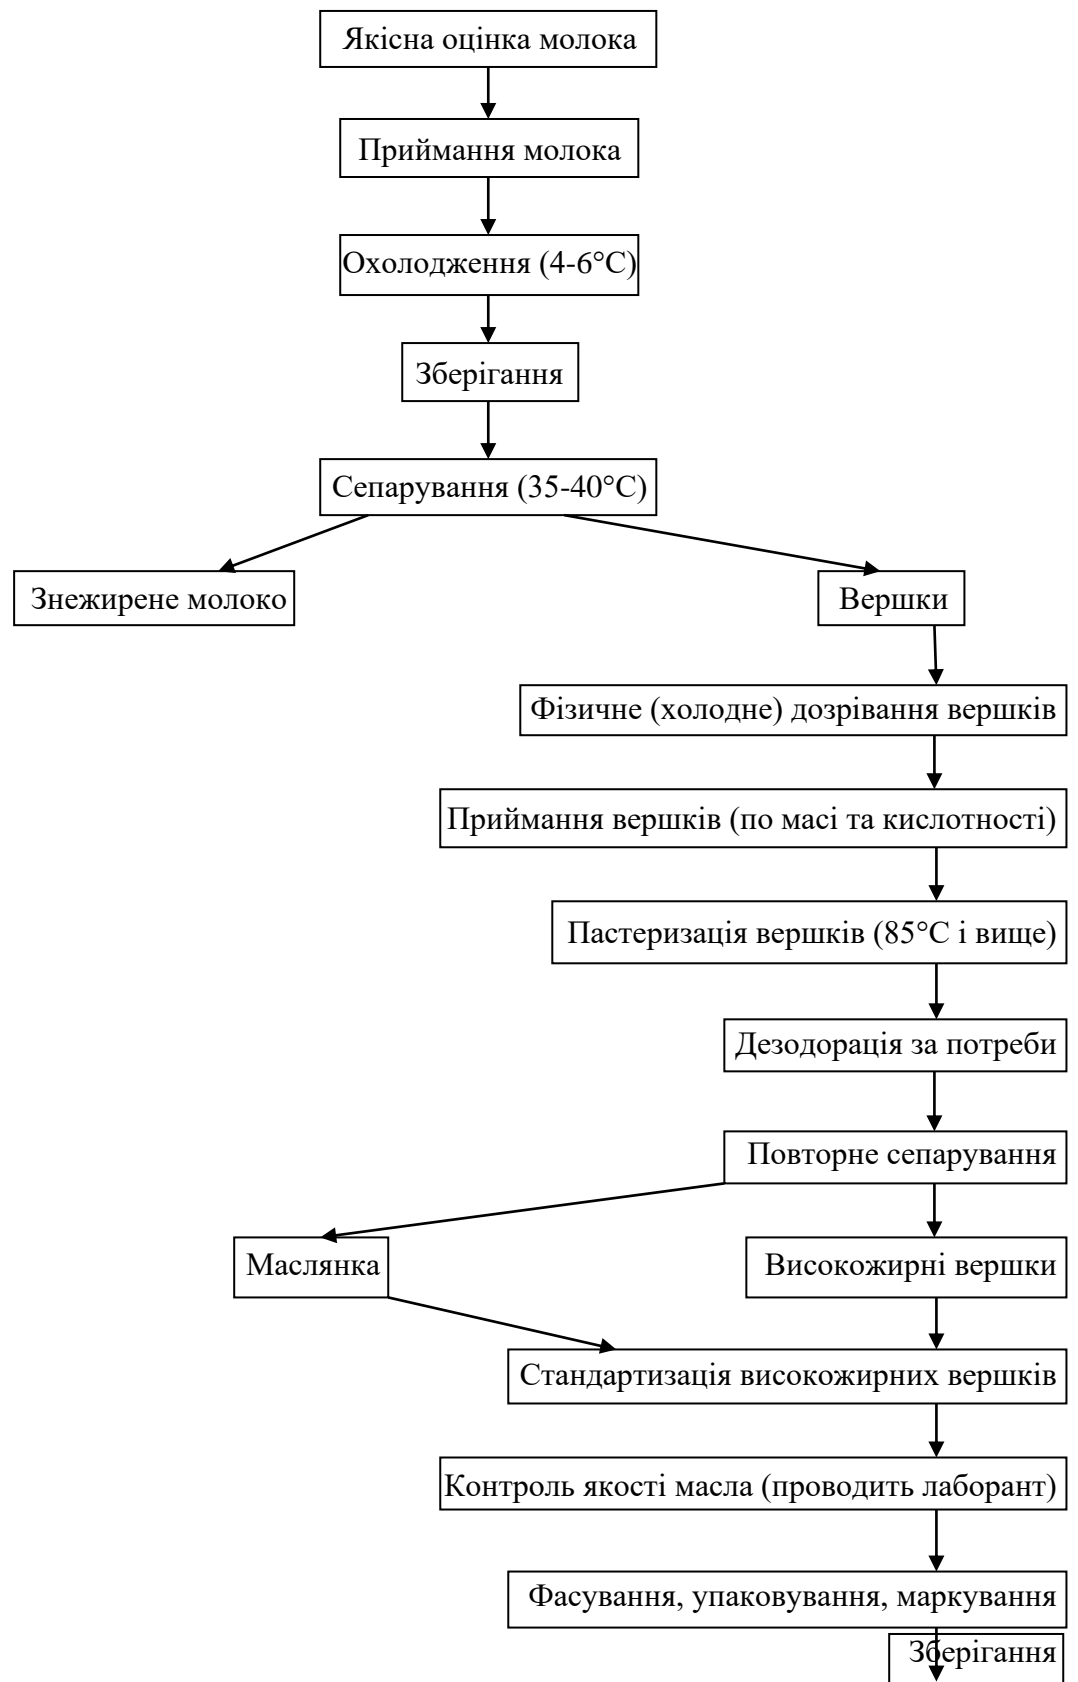 Якісна оцінка молока
Приймання молока
Охолодження (4-6°С)
Зберігання
Сепарування (35-40°С)
Знежирене молоко
Вершки
Фізичне (холодне) дозрівання вершків
Приймання вершків (по масі та кислотності)
Пастеризація вершків (85°С і вище)
Дезодорація за потреби
Повторне сепарування
Маслянка
Високожирні вершки
Стандартизація високожирних вершків
Контроль якості масла (проводить лаборант)
Фасування, упаковування, маркування
Зберігання